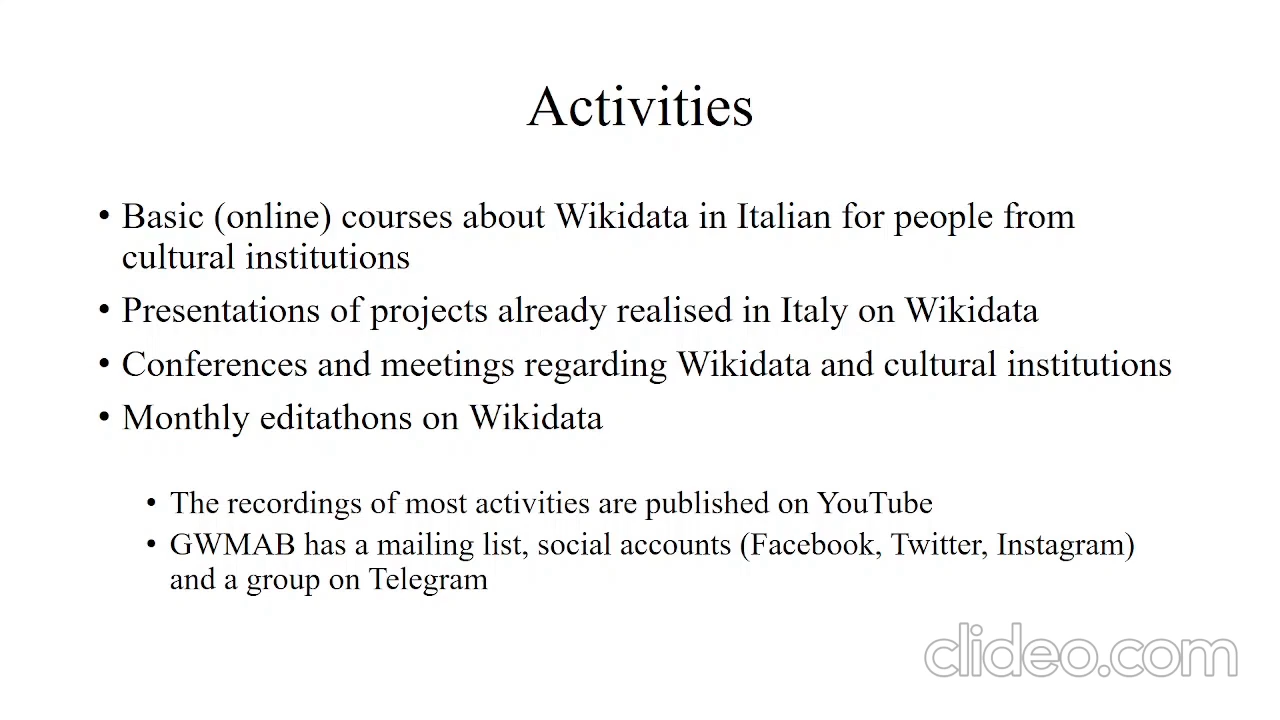 Activities
• Basic (online) courses about Wikidata in Italian for people from
cultural institutions
• Presentations of projects already realised in Italy on Wikidata
• Conferences and meetings regarding Wikidata and cultural institutions
• Monthly editathons on Wikidata
• The recordings of most activities are published on YouTube
• GWMAB has a mailing list, social accounts (Facebook, Twitter, Instagram)
and a group on Telegram
clideo.com